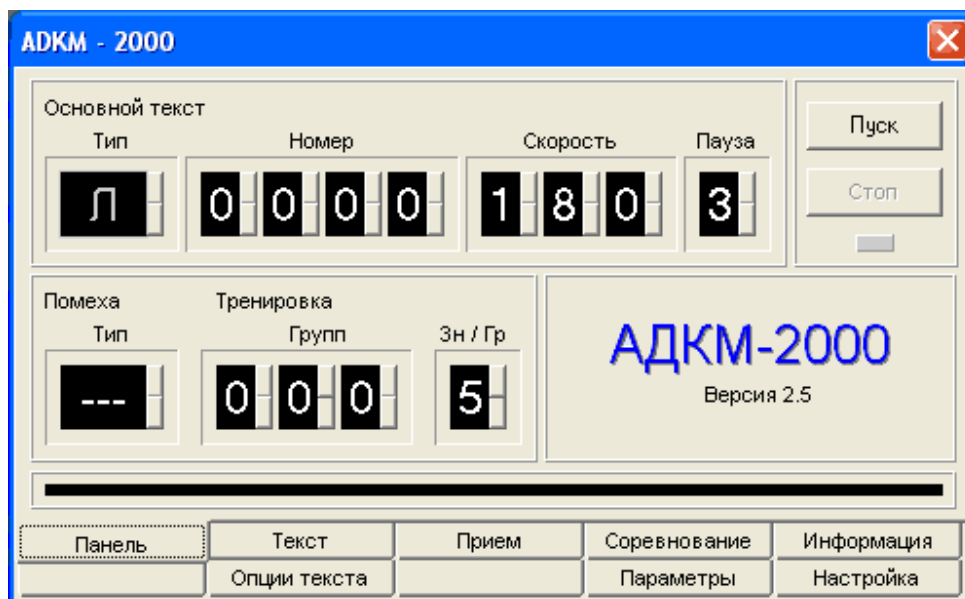 АDKM - 2000
Основной текст
Тип Номер Скорость Пауза
Л 0 0 0 0 1 8 0 3
Пуск
Стоп
Помеха Тренировка
Тип Групп Зн / Гр
--- 0 0 0 5
АДКМ-2000
Версия 2.5
Панель Текст Прием Соревнование Информация
Опции текста Параметры Настройка